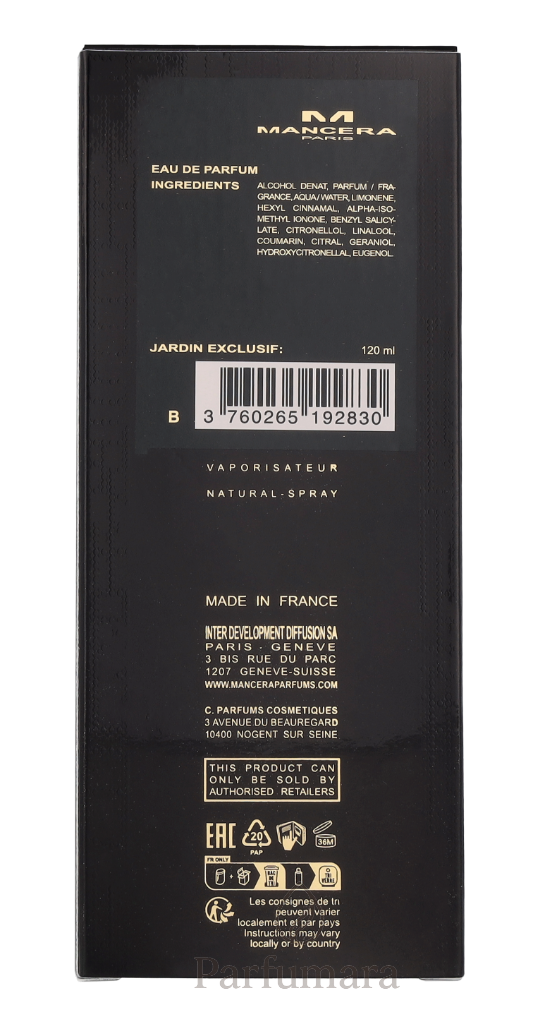 MANCERA
PARIS
EAU DE PARFUM
INGREDIENTS
ALCOHOL DENAT, PARFUM / FRA-
GRANCE, AQUA / WATER, LIMONENE,
HEXYL CINNAMAL, ALPHA-ISO-
METHYL IONONE, BENZYL SALICY-
LATE, CITRONELLOL, LINALOOL,
COUMARIN, CITRAL, GERANIOL,
HYDROXYCITRONELLAL, EUGENOL.
JARDIN EXCLUSIF: 120 ml
B 3 760265 192830
VAPORISATEUR
NATURAL-SPRAY
MADE IN FRANCE
INTER DEVELOPMENT DIFFUSION SA
PARIS - GENEVE
3 BIS RUE DU PARC
1207 GENEVE-SUISSE
WWW.MANCERAPARFUMS.COM
C. PARFUMS COSMETIQUES
3 AVENUE DU BEAUREGARD
10400 NOGENT SUR SEINE
THIS PRODUCT CAN
ONLY BE SOLD BY
AUTHORISED RETAILERS
EAC 20 36M
PAP
FR ONLY
BAC DE TRI
Les consignes de tri
peuvent varier
localement et par pays
Instructions may vary
locally or by country
Parfumara